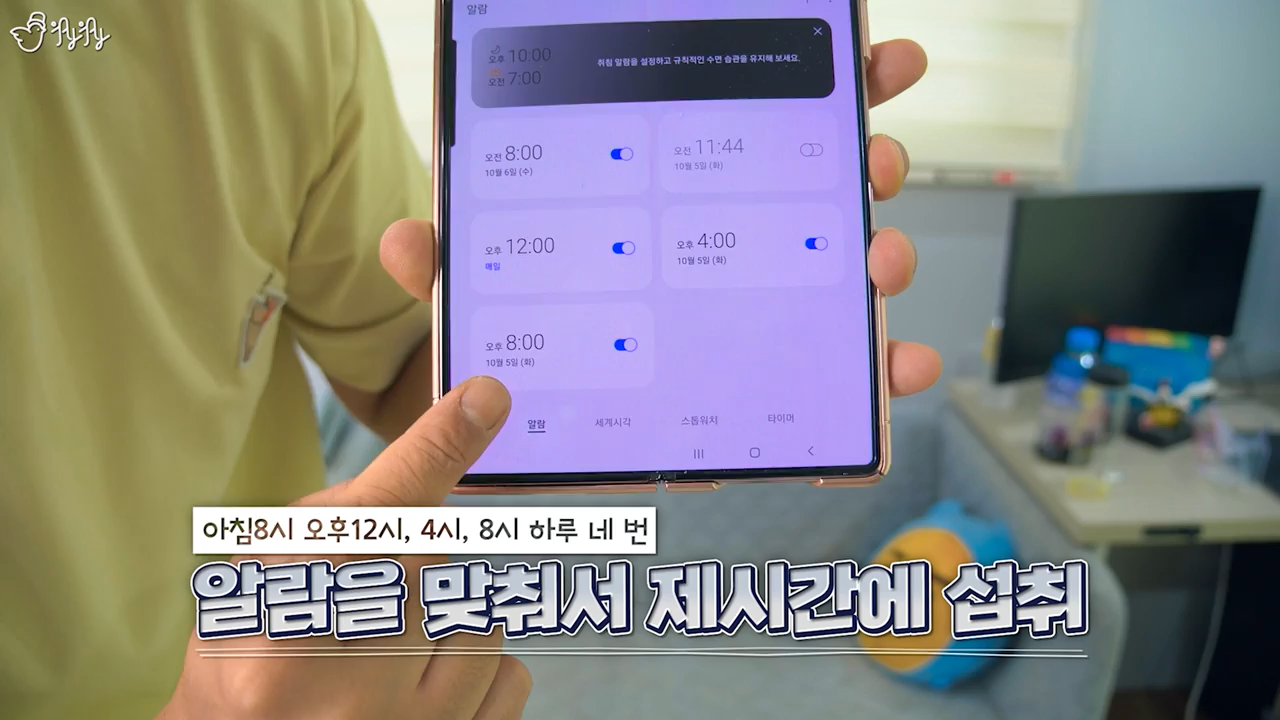 알람
오후 10:00
오전 7:00
취침 알람을 설정하고 규칙적인 수면 습관을 유지해 보세요.
오전 8:00
10월 6일 (수)
오전 11:44
10월 5일 (화)
오후 12:00
매일
오후 4:00
10월 5일 (화)
오후 8:00
10월 5일 (화)
알람
세계시각
스톱워치
타이머
아침8시 오후12시, 4시, 8시 하루 네 번
알람을 맞춰서 제시간에 섭취